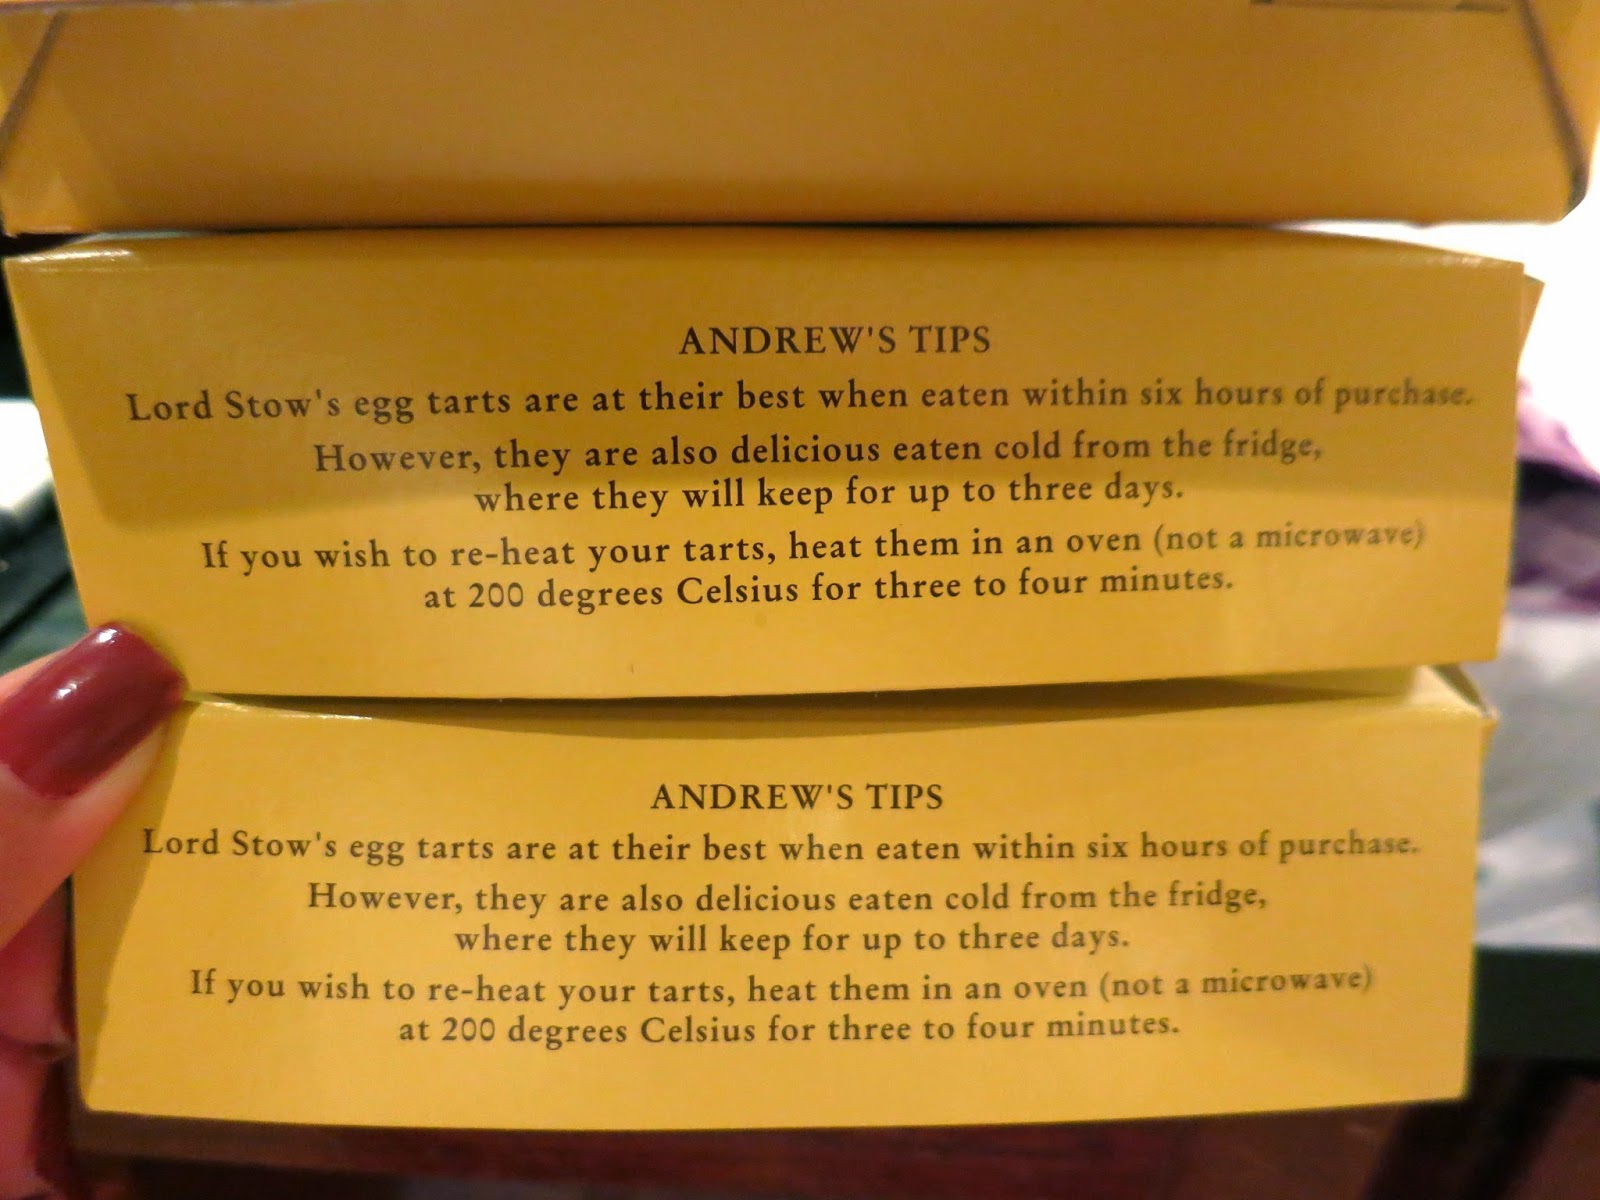 ANDREW'S TIPS
Lord Stow's egg tarts are at their best when eaten within six hours of purchase.
However, they are also delicious eaten cold from the fridge,
where they will keep for up to three days.
If you wish to re-heat your tarts, heat them in an oven (not a microwave)
at 200 degrees Celsius for three to four minutes.
ANDREW'S TIPS
Lord Stow's egg tarts are at their best when eaten within six hours of purchase.
However, they are also delicious eaten cold from the fridge,
where they will keep for up to three days.
If you wish to re-heat your tarts, heat them in an oven (not a microwave)
at 200 degrees Celsius for three to four minutes.